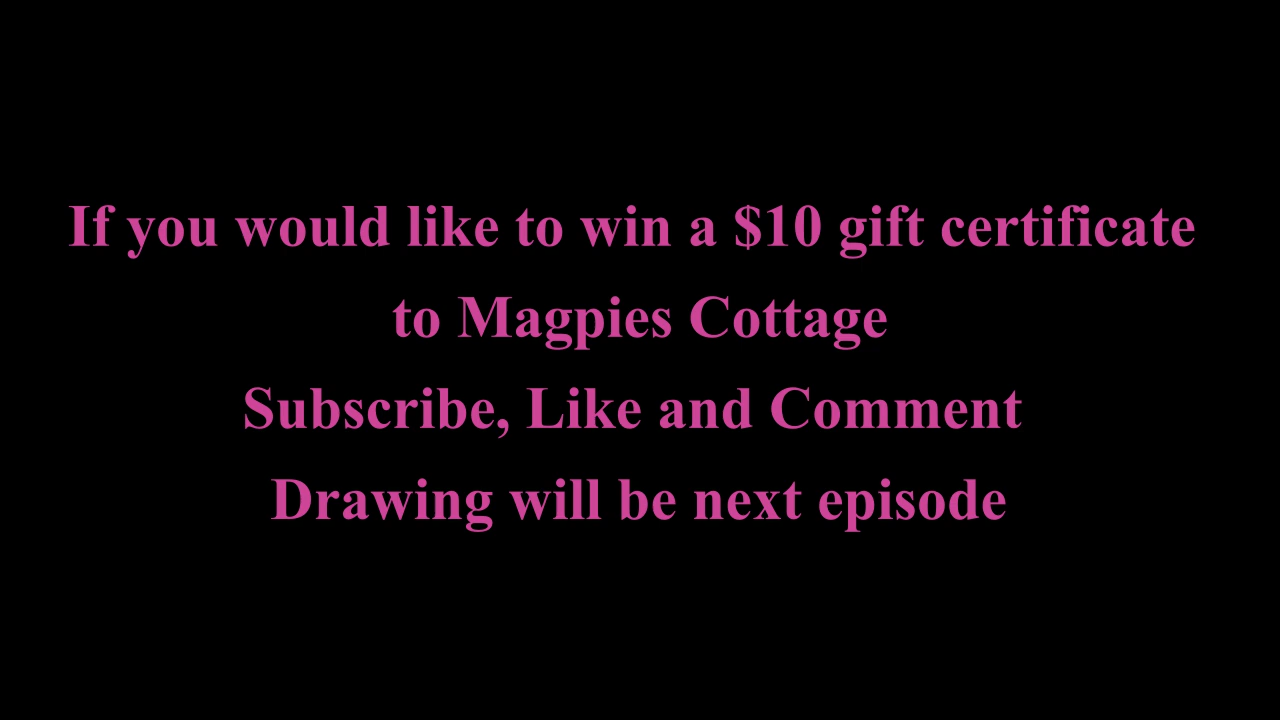 If you would like to win a $10 gift certificate
to Magpies Cottage
Subscribe, Like and Comment
Drawing will be next episode